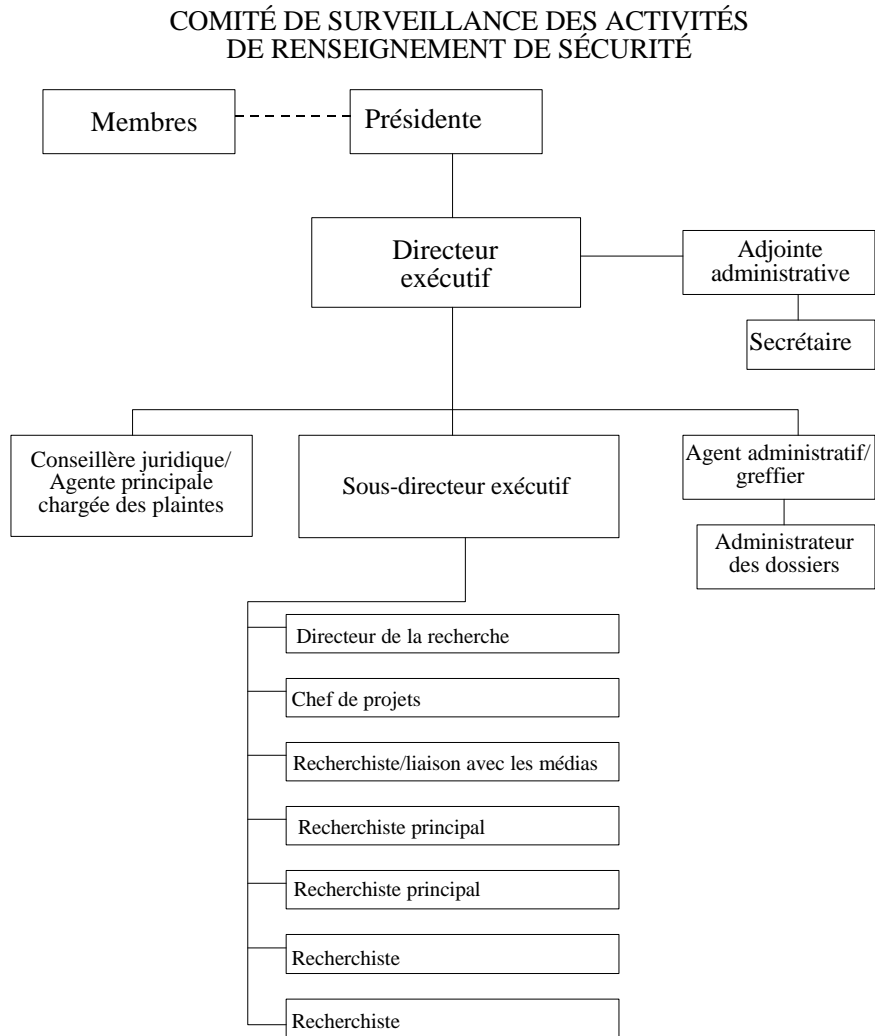 COMITÉ DE SURVEILLANCE DES ACTIVITÉS
DE RENSEIGNEMENT DE SÉCURITÉ
Membres
Présidente
Directeur
exécutif
Adjointe
administrative
Secrétaire
Conseillère juridique/
Agente principale
chargée des plaintes
Sous-directeur exécutif
Agent administratif/
greffier
Administrateur
des dossiers
Directeur de la recherche
Chef de projets
Recherchiste/liaison avec les médias
Recherchiste principal
Recherchiste principal
Recherchiste
Recherchiste